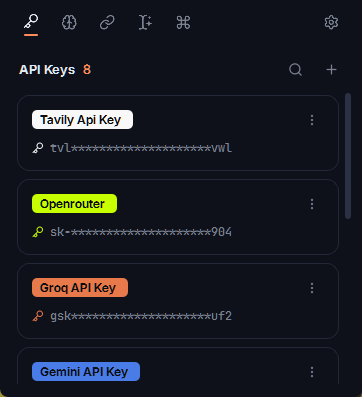 API Keys 8
Tavily Api Key
tvl********************vwl
Openrouter
sk-********************904
Groq API Key
gsk********************uf2
Gemini API Key